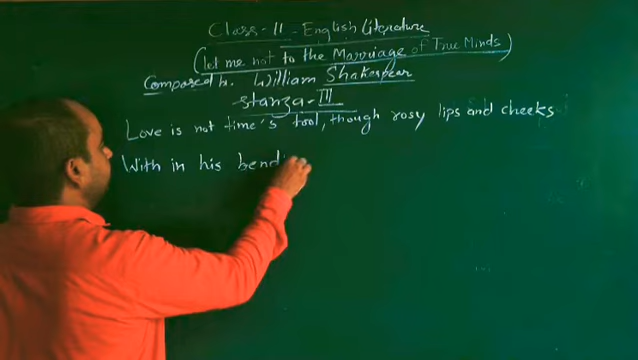 Class-11 - English Literature
(let me not to the Marriage of True Minds)
Composed by William Shakespear
Stanza-III
Love is not time's fool, though rosy lips and cheeks
With in his bend